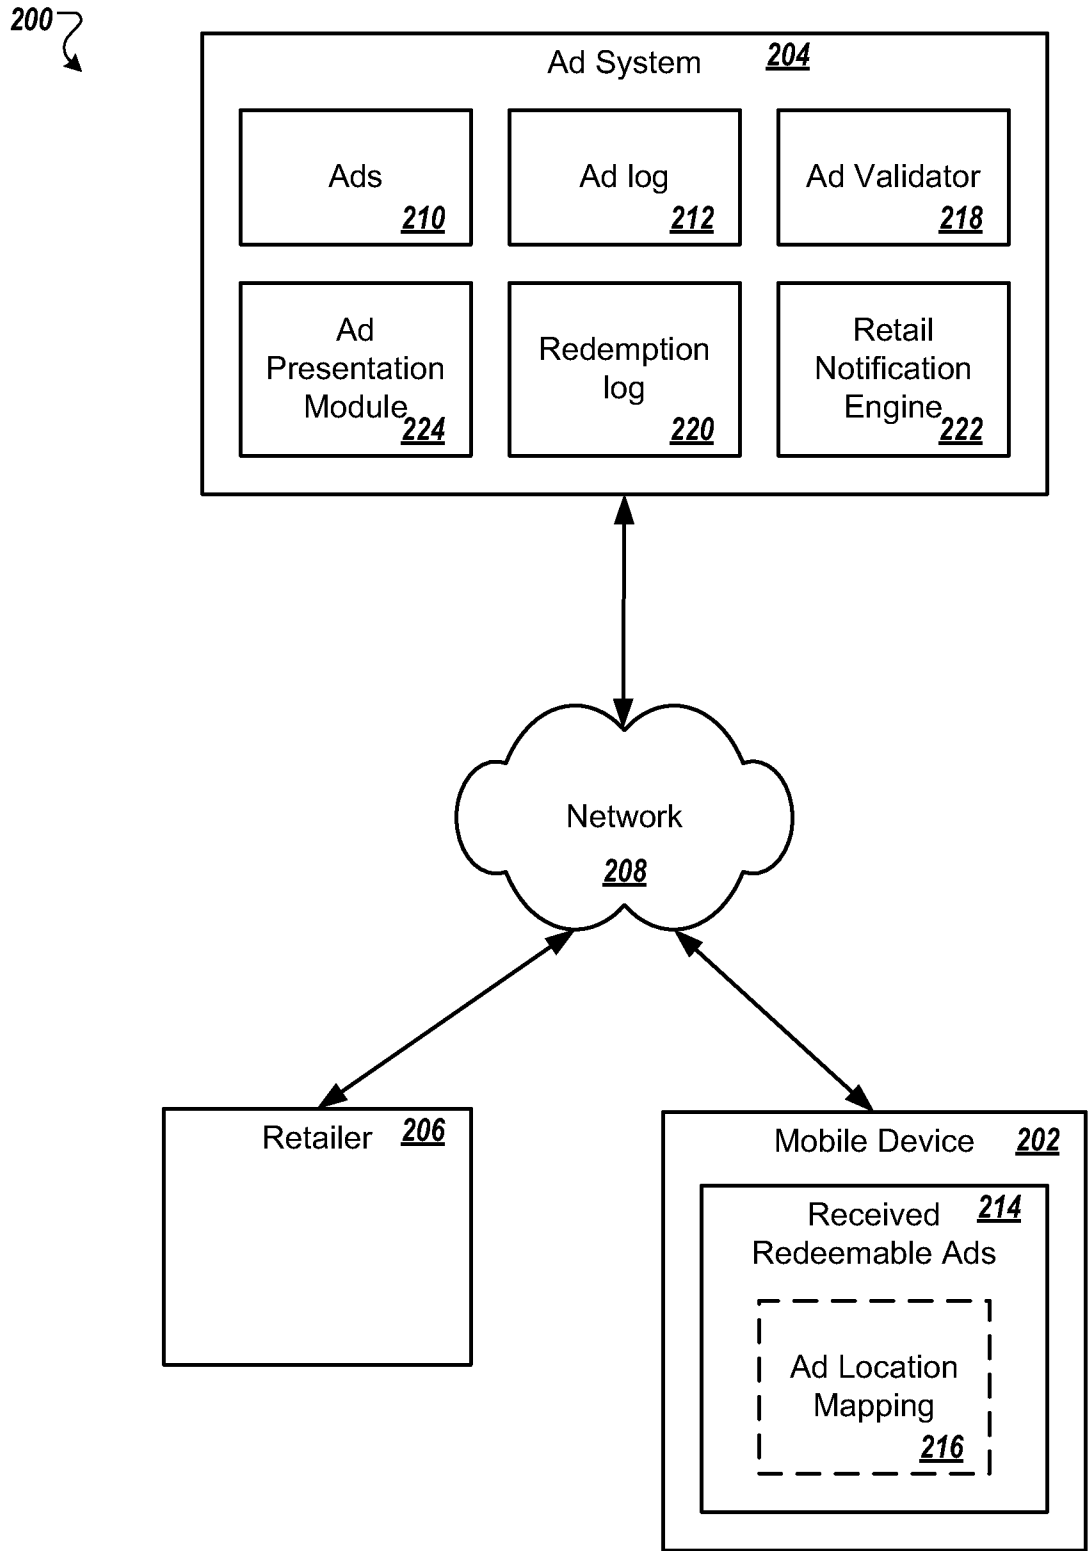 200
Ad System 204
Ads
210
Ad log
212
Ad Validator
218
Ad
Presentation
Module
224
Redemption
log
220
Retail
Notification
Engine
222
Network
208
Retailer 206
Mobile Device 202
Received 214
Redeemable Ads
Ad Location
Mapping
216